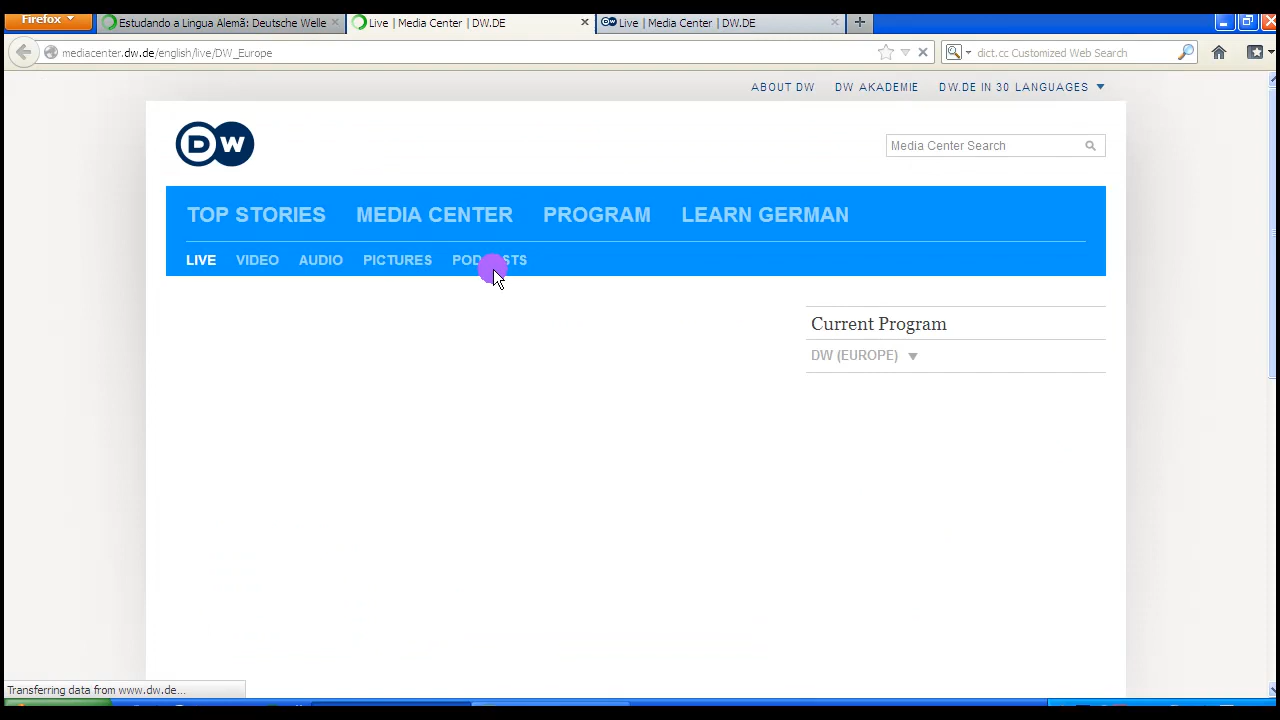 Firefox
Estudando a Lingua Alemã: Deutsche Welle
Live | Media Center | DW.DE
Live | Media Center | DW.DE
mediacenter.dw.de/english/live/DW_Europe
dict.cc Customized Web Search
ABOUT DW DW AKADEMIE DW.DE IN 30 LANGUAGES
DW
Media Center Search
TOP STORIES MEDIA CENTER PROGRAM LEARN GERMAN
LIVE VIDEO AUDIO PICTURES PODCASTS
Current Program
DW (EUROPE)
Transferring data from www.dw.de...